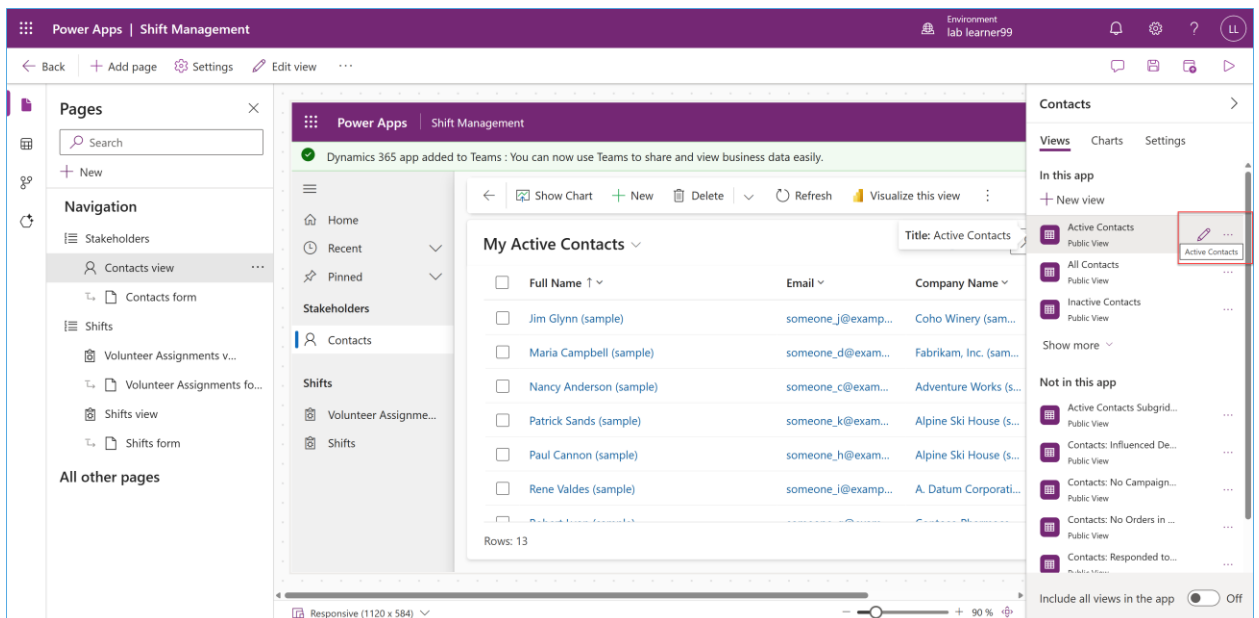 Power Apps | Shift Management
Environment
lab learner99
?
LL
Back
Add page
Settings
Edit view
...
Pages
Search
New
Navigation
Stakeholders
Contacts view
...
Contacts form
Shifts
Volunteer Assignments v...
Volunteer Assignments fo...
Shifts view
Shifts form
All other pages
Power Apps | Shift Management
Dynamics 365 app added to Teams : You can now use Teams to share and view business data easily.
Home
Recent
Pinned
Stakeholders
Contacts
Shifts
Volunteer Assignme...
Shifts
Show Chart
New
Delete
Refresh
Visualize this view
My Active Contacts
Title: Active Contacts
Full Name ↑ Email Company Name
Jim Glynn (sample) someone_j@examp... Coho Winery (sam...
Maria Campbell (sample) someone_d@exam... Fabrikam, Inc. (sam...
Nancy Anderson (sample) someone_c@exam... Adventure Works (s...
Patrick Sands (sample) someone_k@exam... Alpine Ski House (s...
Paul Cannon (sample) someone_h@exam... Alpine Ski House (s...
Rene Valdes (sample) someone_i@examp... A. Datum Corporati...
Rows: 13
Responsive (1120 x 584)
− + 90 %
Contacts
Views Charts Settings
In this app
New view
Active Contacts
Public View
...
Active Contacts
All Contacts
Public View
...
Inactive Contacts
Public View
...
Show more
Not in this app
Active Contacts Subgrid...
Public View
...
Contacts: Influenced De...
Public View
...
Contacts: No Campaign...
Public View
...
Contacts: No Orders in ...
Public View
...
Contacts: Responded to...
...
Include all views in the app Off